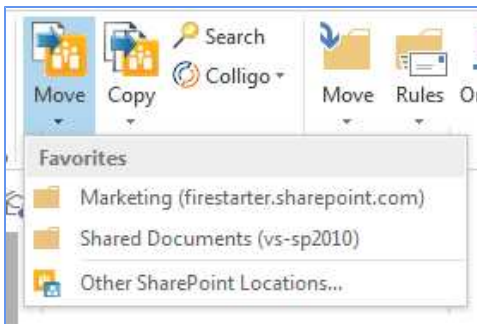 Search
Colligo
Move Copy Move Rules
Favorites
Marketing (firestarter.sharepoint.com)
Shared Documents (vs-sp2010)
Other SharePoint Locations...